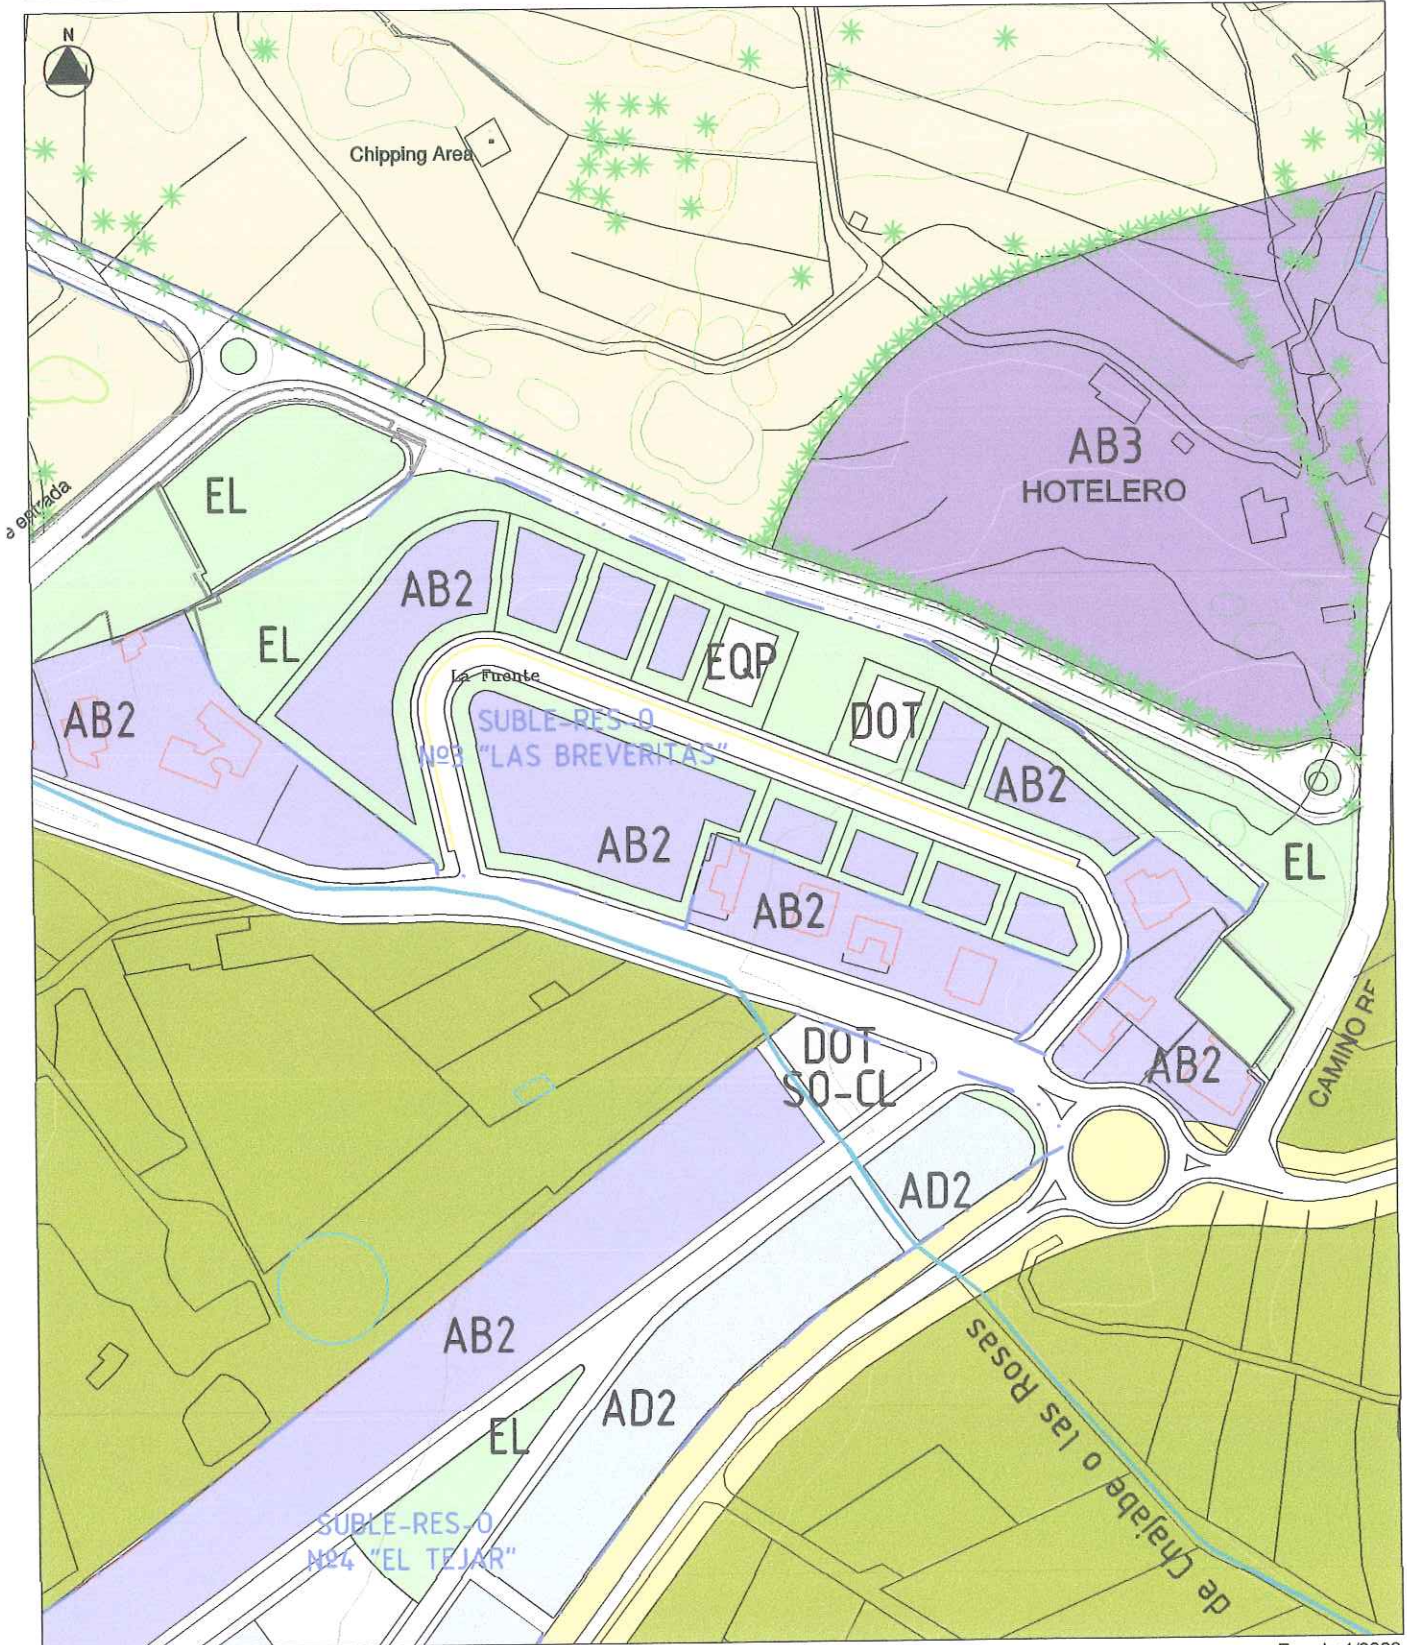 N
Chipping Area
AB3
HOTELERO
EL
entrada
AB2
EL
EQP
La Fuente
AB2
SUBLE-RES-O
Nº3 "LAS BREVERITAS"
DOT
AB2
AB2
EL
AB2
CAMINO
DOT
SO-CL
AB2
AD2
AB2
AD2
EL
de Chajabe o las Rosas
SUBLE-RES-O
Nº4 "EL TEJAR"